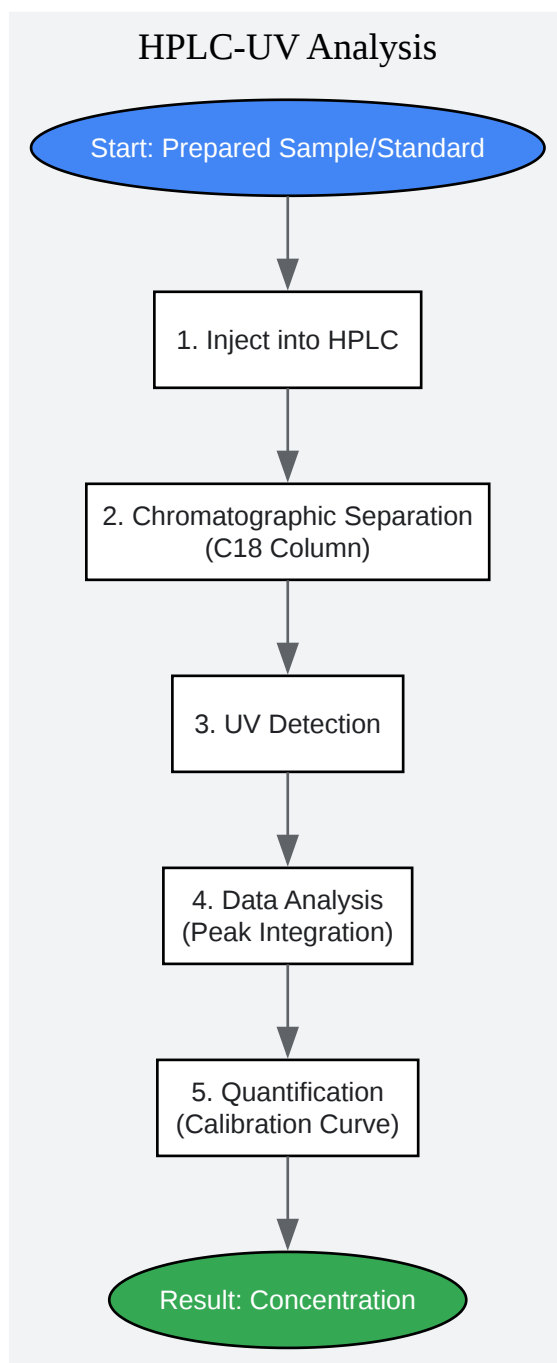 HPLC-UV Analysis
Start: Prepared Sample/Standard
1. Inject into HPLC
2. Chromatographic Separation
(C18 Column)
3. UV Detection
4. Data Analysis
(Peak Integration)
5. Quantification
(Calibration Curve)
Result: Concentration